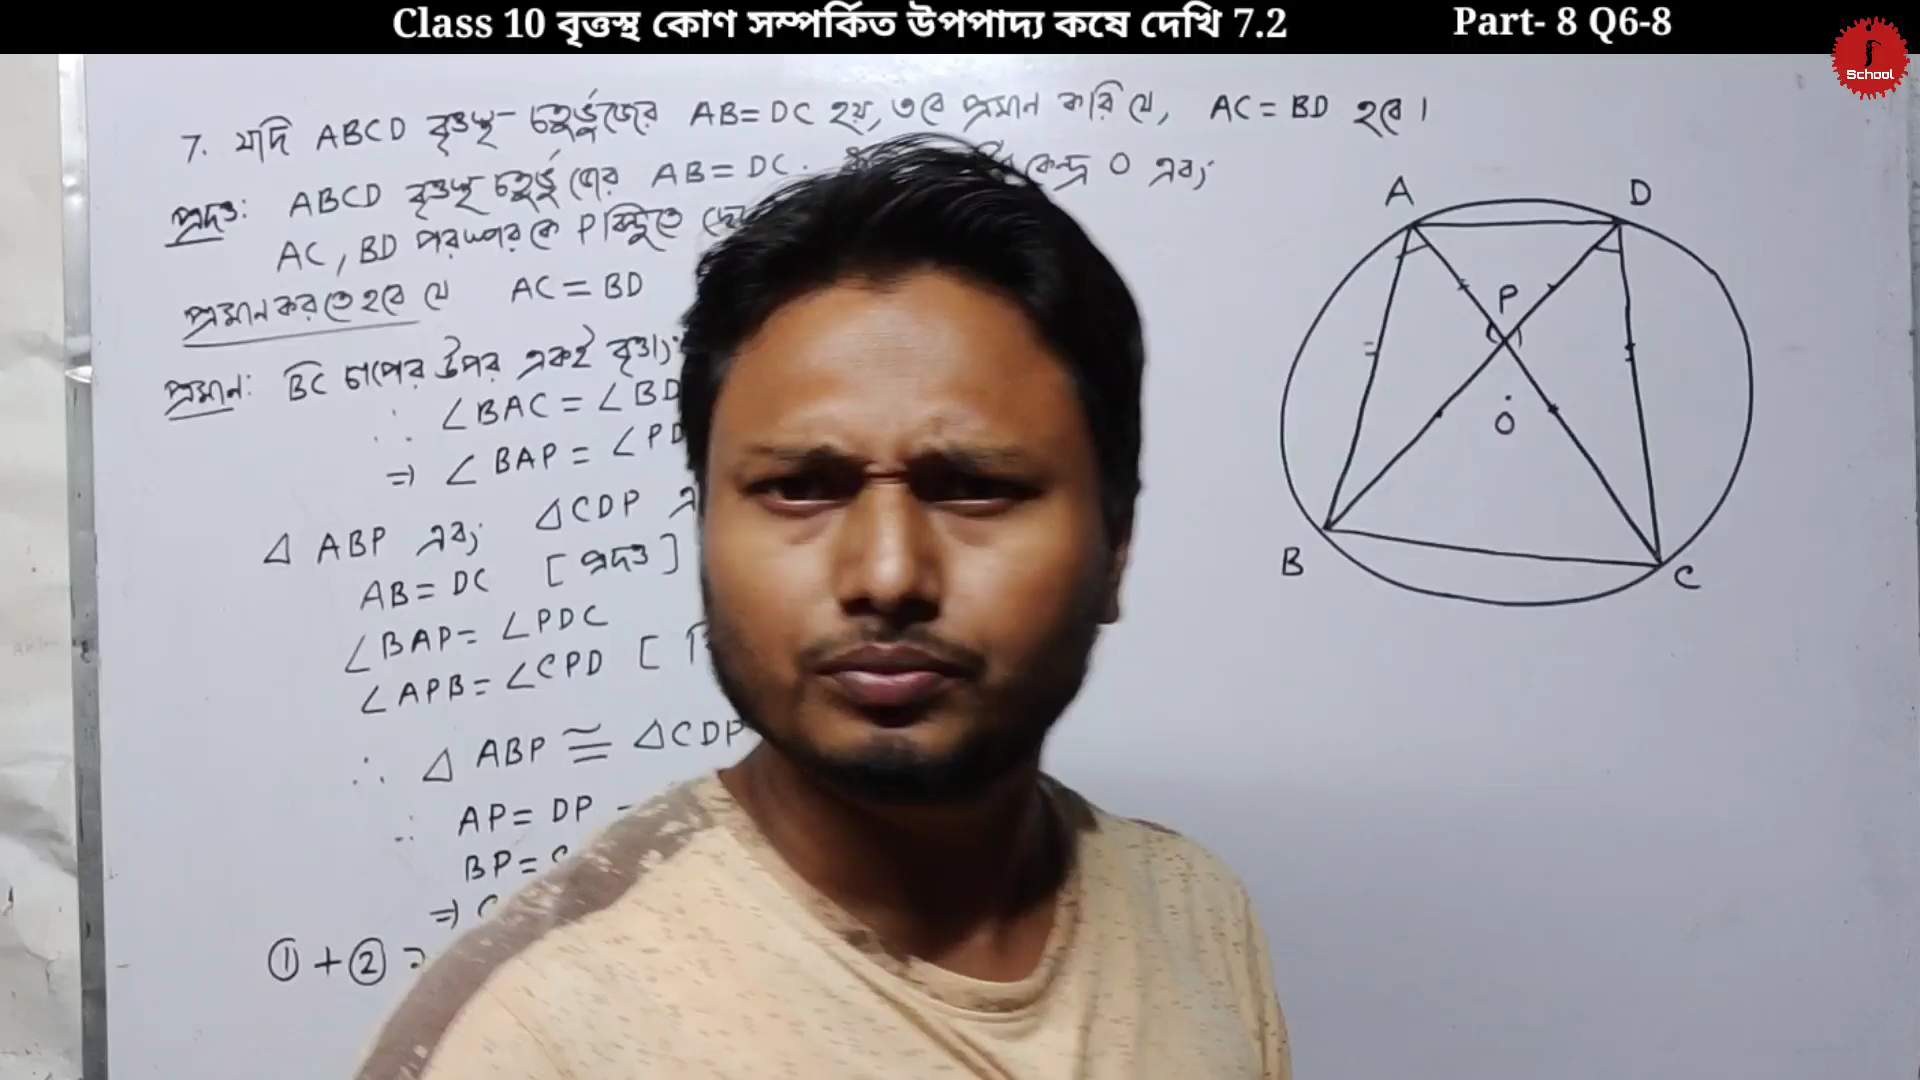 Class 10 বৃত্তস্থ কোণ সম্পর্কিত উপপাদ্য কষে দেখি 7.2
Part- 8 Q6-8
School
7. যদি ABCD বৃত্তস্থ চতুর্ভুজের AB = DC হয়, তবে প্রমান করি যে, AC = BD হবে।
প্রদত্ত: ABCD বৃত্তস্থ চতুর্ভুজের AB = DC. কেন্দ্র O এবং
AC, BD পরস্পরকে P বিন্দুতে
প্রমান করতে হবে যে AC = BD
প্রমান: BC চাপের উপর একই
∴ ∠BAC = ∠BD
⇒ ∠BAP = ∠PD
△ ABP এবং △CDP
AB = DC [প্রদত্ত]
∠BAP = ∠PDC
∠APB = ∠CPD [
∴ △ ABP ≅ △CDP
∴ AP = DP
BP =
⇒
① + ②
A
D
P
O
B
C